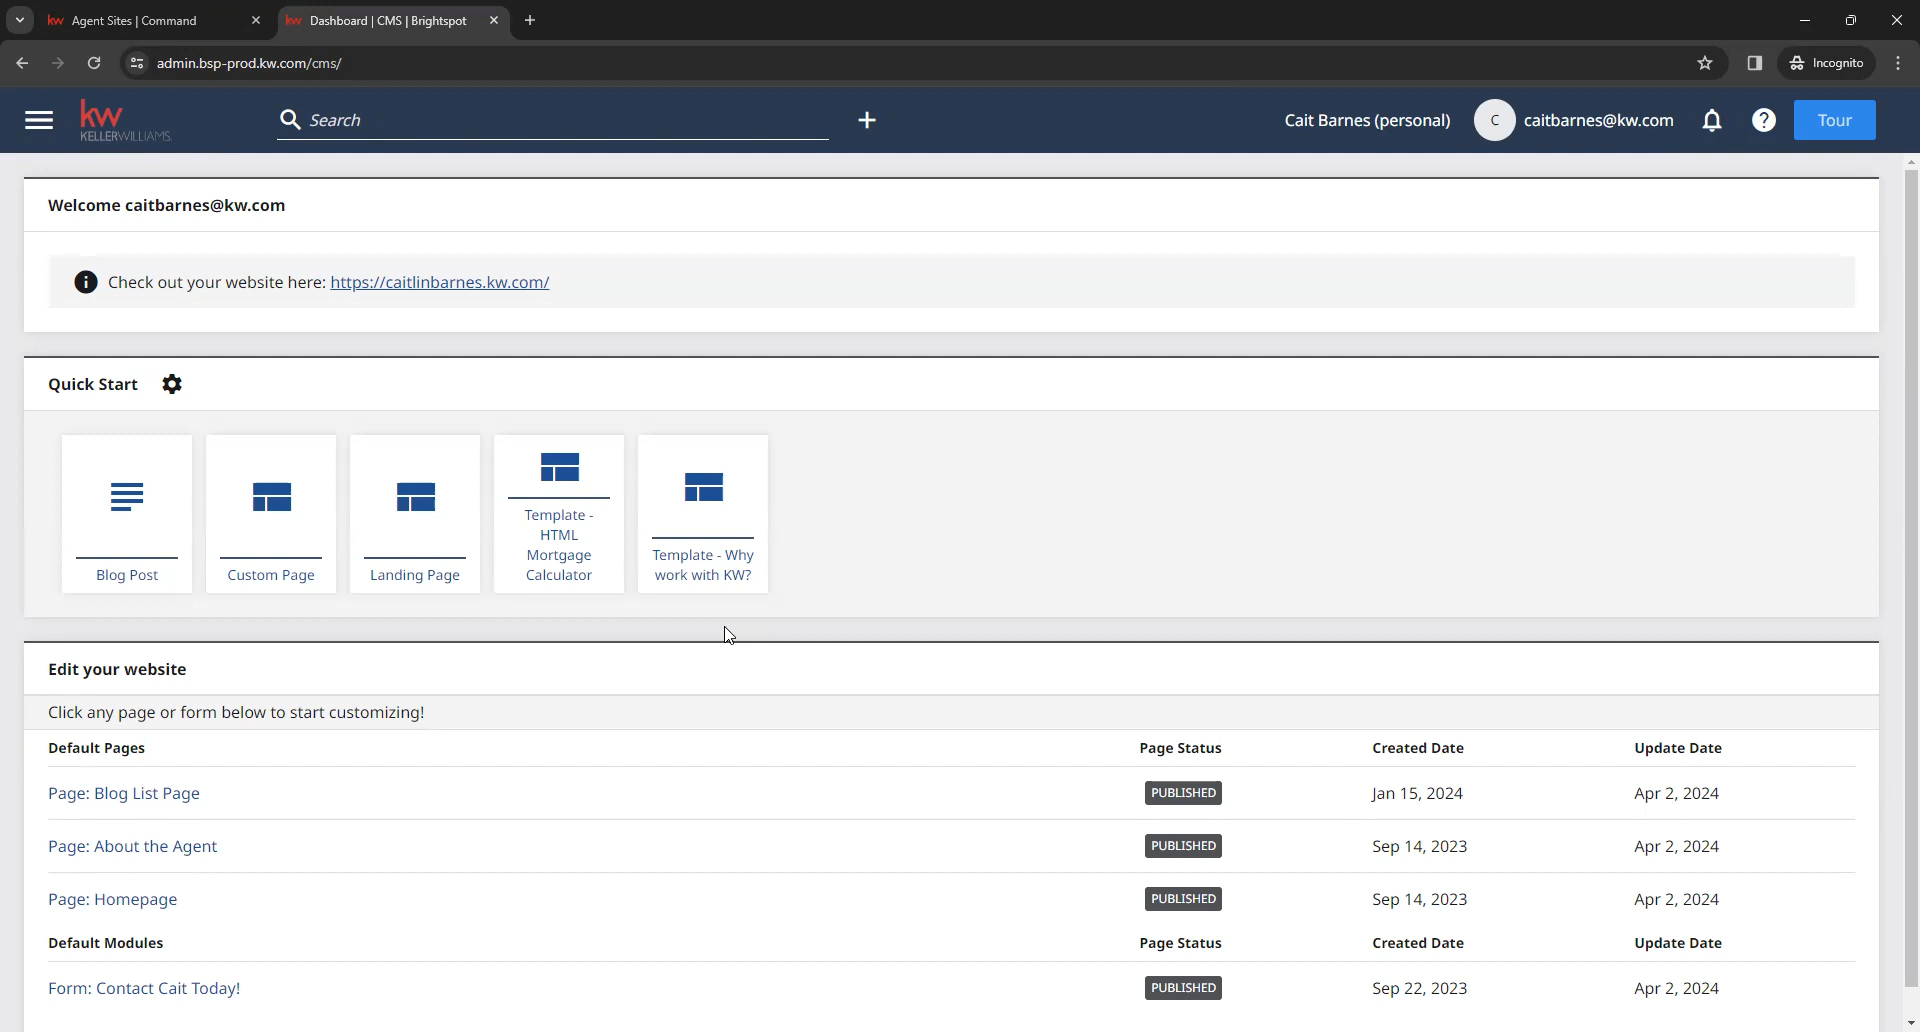 kw Agent Sites | Command
kw Dashboard | CMS | Brightspot
admin.bsp-prod.kw.com/cms/
Incognito
kw
KELLERWILLIAMS.
Search
Cait Barnes (personal)
C
caitbarnes@kw.com
?
Tour
Welcome caitbarnes@kw.com
Check out your website here: https://caitlinbarnes.kw.com/
Quick Start
Blog Post
Custom Page
Landing Page
Template -
HTML
Mortgage
Calculator
Template - Why
work with KW?
Edit your website
Click any page or form below to start customizing!
Default Pages Page Status Created Date Update Date
Page: Blog List Page PUBLISHED Jan 15, 2024 Apr 2, 2024
Page: About the Agent PUBLISHED Sep 14, 2023 Apr 2, 2024
Page: Homepage PUBLISHED Sep 14, 2023 Apr 2, 2024
Default Modules Page Status Created Date Update Date
Form: Contact Cait Today! PUBLISHED Sep 22, 2023 Apr 2, 2024